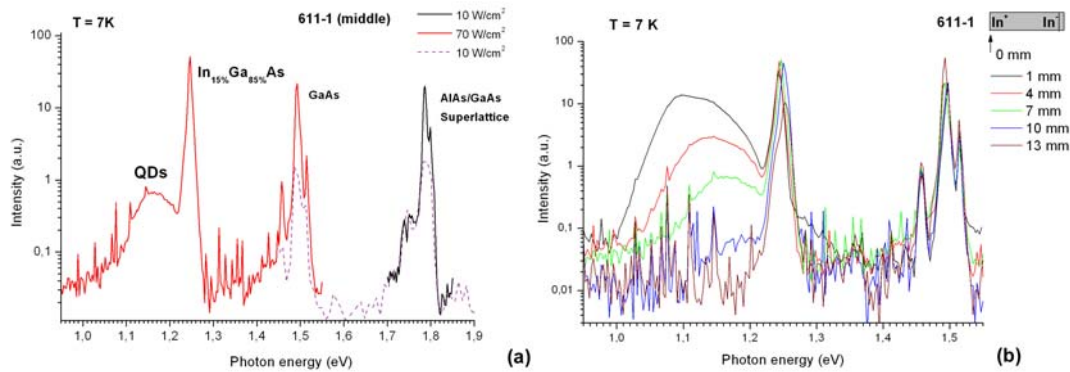 T = 7K
611-1 (middle)
10 W/cm²
70 W/cm²
10 W/cm²
In15%Ga85%As
GaAs
AlAs/GaAs
Superlattice
QDs
Intensity (a.u.)
100
10
1
0,1
1,0 1,1 1,2 1,3 1,4 1,5 1,6 1,7 1,8 1,9
Photon energy (eV)
(a)
T = 7 K
611-1
In⁺ In⁻
0 mm
1 mm
4 mm
7 mm
10 mm
13 mm
Intensity (a.u.)
100
10
1
0,1
0,01
1,0 1,1 1,2 1,3 1,4 1,5
Photon energy (eV)
(b)